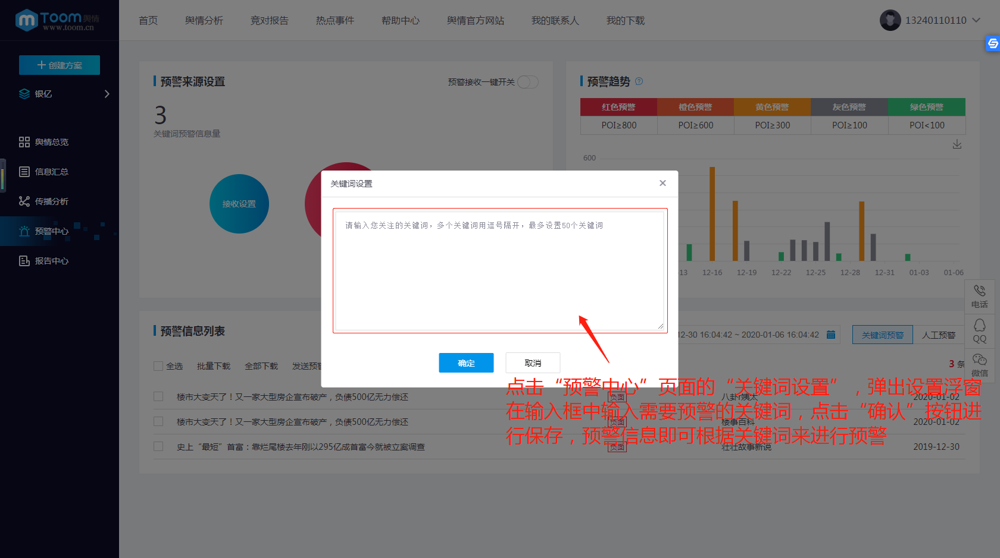 Toom舆情
www.toom.cn
首页 舆情分析 竞对报告 热点事件 帮助中心 舆情官方网站 我的联系人 我的下载
13240110110
创建方案
银亿
舆情总览
信息汇总
传播分析
预警中心
报告中心
预警来源设置
预警接收一键开关
3
关键词预警信息量
接收设置
预警趋势
红色预警 橙色预警 黄色预警 灰色预警 绿色预警
POI≥800 POI≥600 POI≥300 POI≥100 POI<100
600
-13 12-16 12-19 12-22 12-25 12-28 12-31 01-03 01-06
关键词设置
请输入您关注的关键词，多个关键词用逗号隔开，最多设置50个关键词
确定 取消
电话
QQ
微信
预警信息列表
12-30 16:04:42 ~ 2020-01-06 16:04:42
关键词预警 人工预警
全选 批量下载 全部下载 发送预警
3 条
楼市大变天了！又一家大型房企宣布破产，负债500亿无力偿还 页面 八卦r姨太 2020-01-02
楼市大变天了！又一家大型房企宣布破产，负债500亿无力偿还 页面 楼事百科 2020-01-02
史上“最短”首富：靠烂尾楼去年刚以295亿成首富今就被立案调查 页面 壮壮故事新说 2019-12-30
点击“预警中心”页面的“关键词设置”，弹出设置浮窗
在输入框中输入需要预警的关键词，点击“确认”按钮进
行保存，预警信息即可根据关键词来进行预警